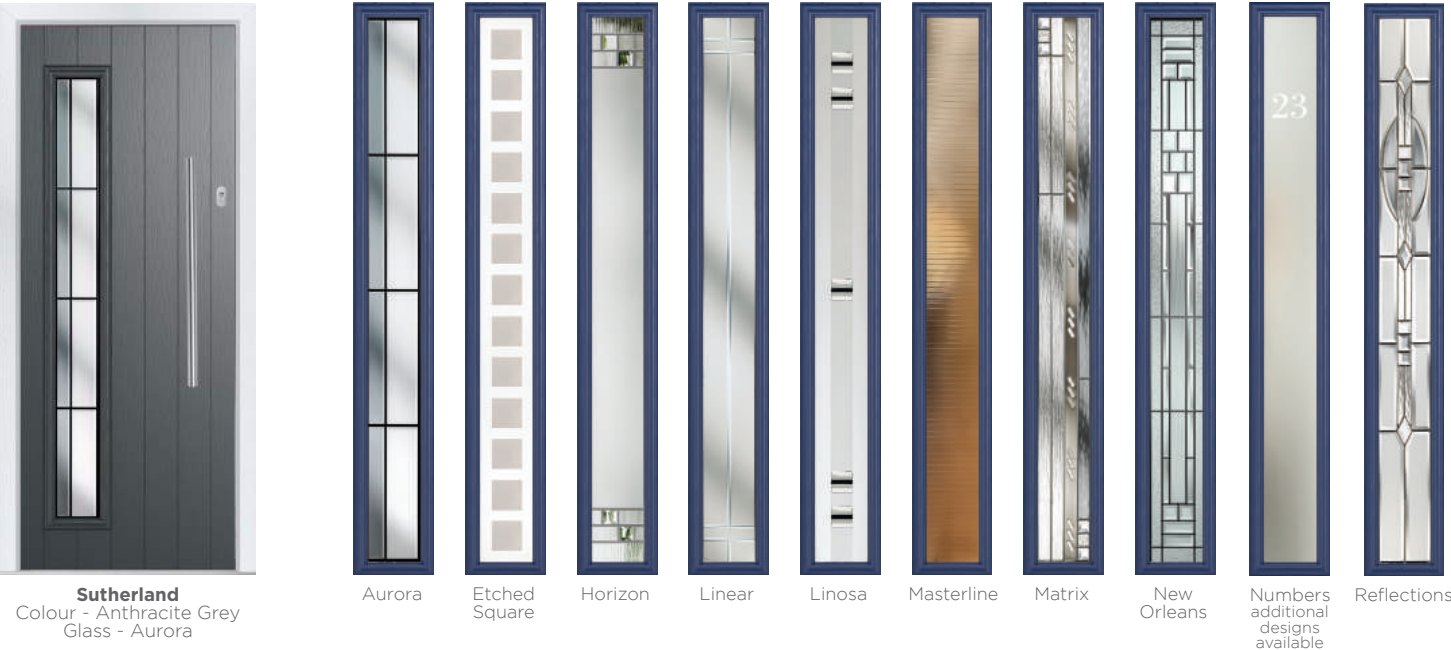 23
Sutherland
Colour - Anthracite Grey
Glass - Aurora
Aurora
Etched
Square
Horizon
Linear
Linosa
Masterline
Matrix
New
Orleans
Numbers
additional
designs
available
Reflections